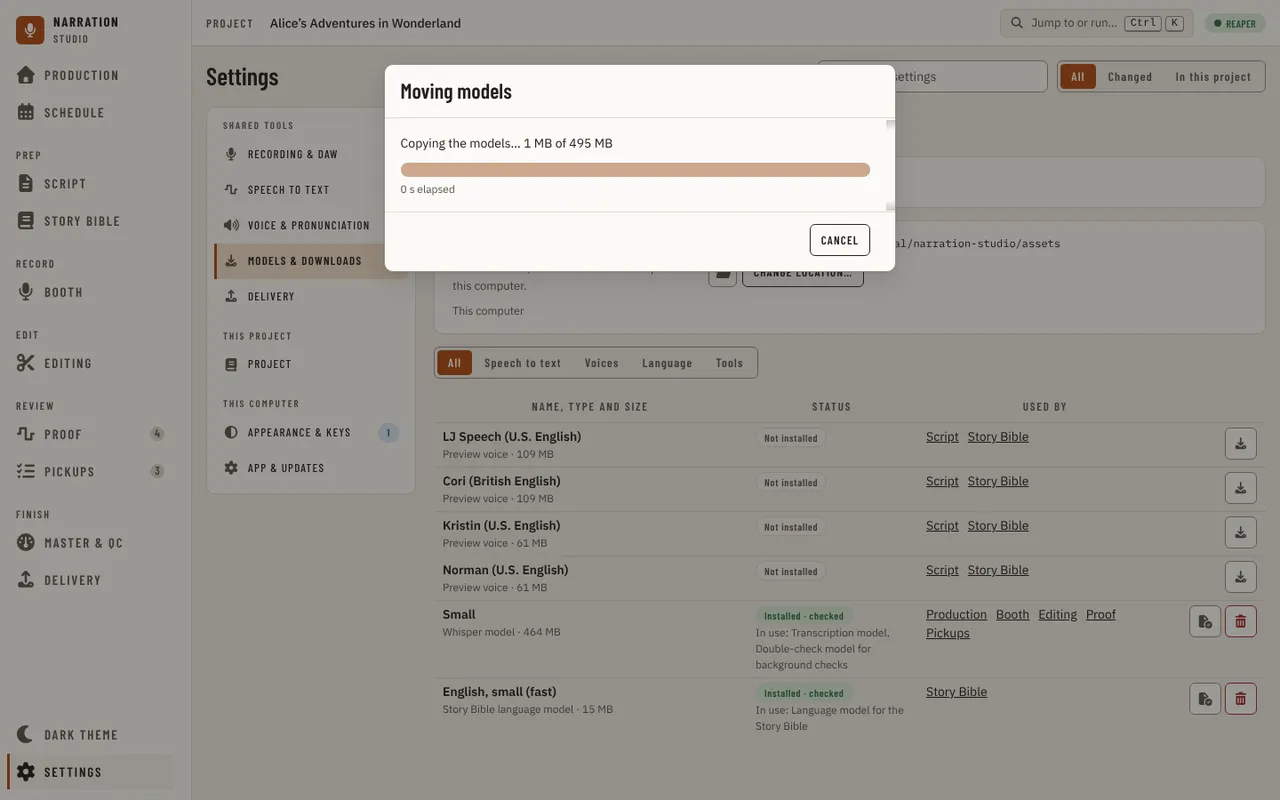 NARRATION
STUDIO
PRODUCTION
SCHEDULE
PREP
SCRIPT
STORY BIBLE
RECORD
BOOTH
EDIT
EDITING
REVIEW
PROOF 4
PICKUPS 3
FINISH
MASTER & QC
DELIVERY
DARK THEME
SETTINGS
PROJECT Alice's Adventures in Wonderland
Jump to or run... Ctrl K
REAPER
Settings
settings
All Changed In this project
SHARED TOOLS
RECORDING & DAW
SPEECH TO TEXT
VOICE & PRONUNCIATION
MODELS & DOWNLOADS
DELIVERY
THIS PROJECT
PROJECT
THIS COMPUTER
APPEARANCE & KEYS 1
APP & UPDATES
Moving models
Copying the models... 1 MB of 495 MB
0 s elapsed
CANCEL
al/narration-studio/assets
CHANGE LOCATION...
this computer.
This computer
All Speech to text Voices Language Tools
NAME, TYPE AND SIZE STATUS USED BY
LJ Speech (U.S. English) Not installed Script Story Bible
Preview voice · 109 MB
Cori (British English) Not installed Script Story Bible
Preview voice · 109 MB
Kristin (U.S. English) Not installed Script Story Bible
Preview voice · 61 MB
Norman (U.S. English) Not installed Script Story Bible
Preview voice · 61 MB
Small Installed · checked Production Booth Editing Proof
Whisper model · 464 MB In use: Transcription model, Pickups
Double-check model for
background checks
English, small (fast) Installed · checked Story Bible
Story Bible language model · 15 MB In use: Language model for the
Story Bible